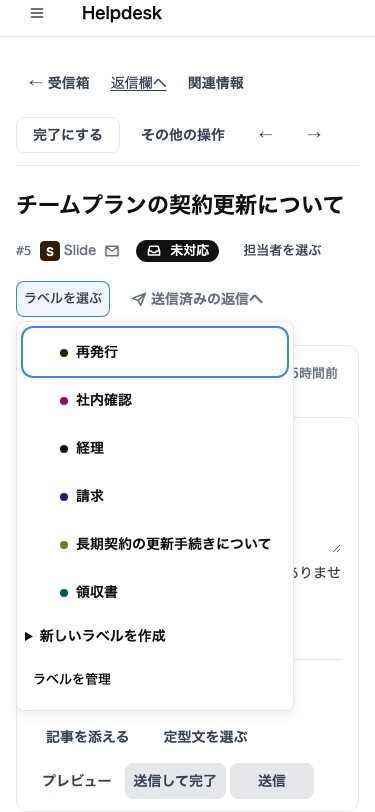 Helpdesk
← 受信箱 返信欄へ 関連情報
完了にする その他の操作 ← →
チームプランの契約更新について
#5 S Slide 未対応 担当者を選ぶ
ラベルを選ぶ 送信済みの返信へ
再発行
5時間前
社内確認
経理
請求
長期契約の更新手続きについて
ありませ
領収書
▶ 新しいラベルを作成
ラベルを管理
記事を添える 定型文を選ぶ
プレビュー 送信して完了 送信